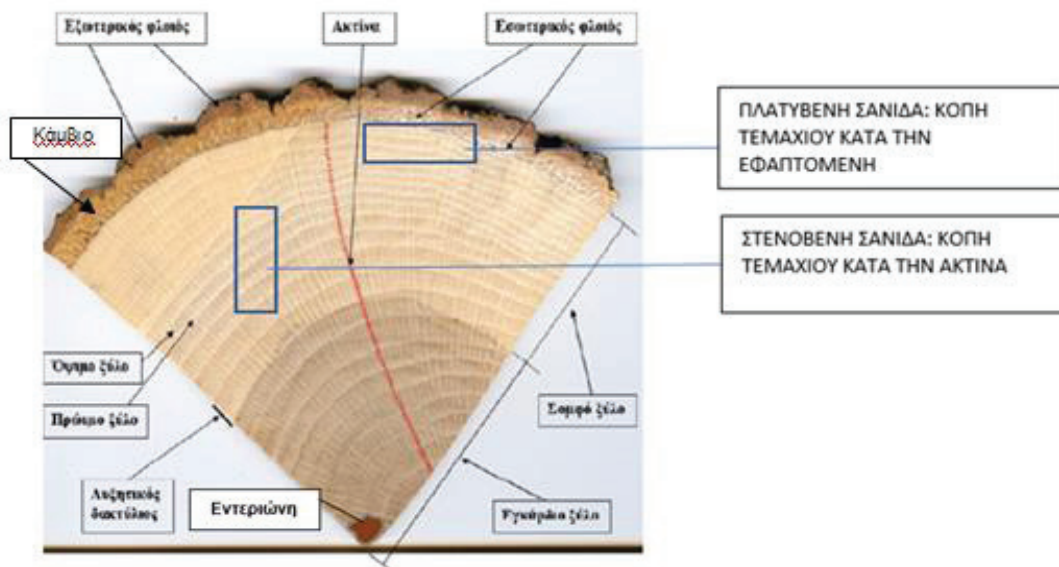 Εξωτερικός φλοιός
Ακτίνα
Εσωτερικός φλοιός
Κάμβιο
ΠΛΑΤΥΒΕΝΗ ΣΑΝΙΔΑ: ΚΟΠΗ
ΤΕΜΑΧΙΟΥ ΚΑΤΑ ΤΗΝ
ΕΦΑΠΤΟΜΕΝΗ
ΣΤΕΝΟΒΕΝΗ ΣΑΝΙΔΑ: ΚΟΠΗ
ΤΕΜΑΧΙΟΥ ΚΑΤΑ ΤΗΝ ΑΚΤΙΝΑ
Όψιμο ξύλο
Πρώιμο ξύλο
Σομφό ξύλο
Αυξητικός
δακτύλιος
Εντεριώνη
Εγκάρδιο ξύλο